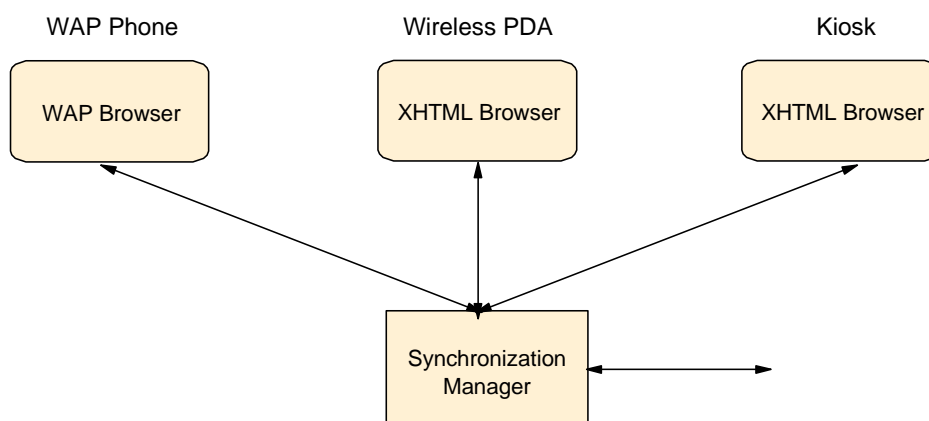 WAP Phone
Wireless PDA
Kiosk
WAP Browser
XHTML Browser
XHTML Browser
Synchronization
Manager